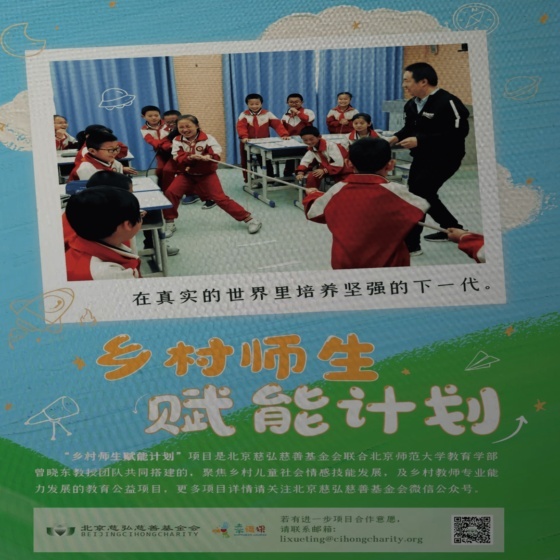 在真实的世界里培养坚强的下一代。
乡村师生
赋能计划
“乡村师生赋能计划”项目是北京慈弘慈善基金会联合北京师范大学教育学部
曾晓东教授团队共同搭建的，聚焦乡村儿童社会情感技能发展，及乡村教师专业能
力发展的教育公益项目，更多项目详情请关注北京慈弘慈善基金会微信公众号。
北京慈弘慈善基金会
BEIJINGCIHONGCHARITY
若有进一步项目合作意愿，
请联系邮箱：
lixueting@cihongcharity.com